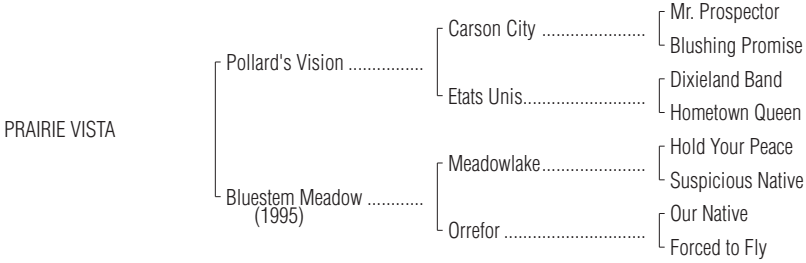 Mr. Prospector
Carson City ......................
Blushing Promise
Pollard's Vision ................
Dixieland Band
Etats Unis..........................
Hometown Queen
PRAIRIE VISTA
Hold Your Peace
Meadowlake......................
Suspicious Native
Bluestem Meadow ............
(1995)
Our Native
Orrefor ..............................
Forced to Fly